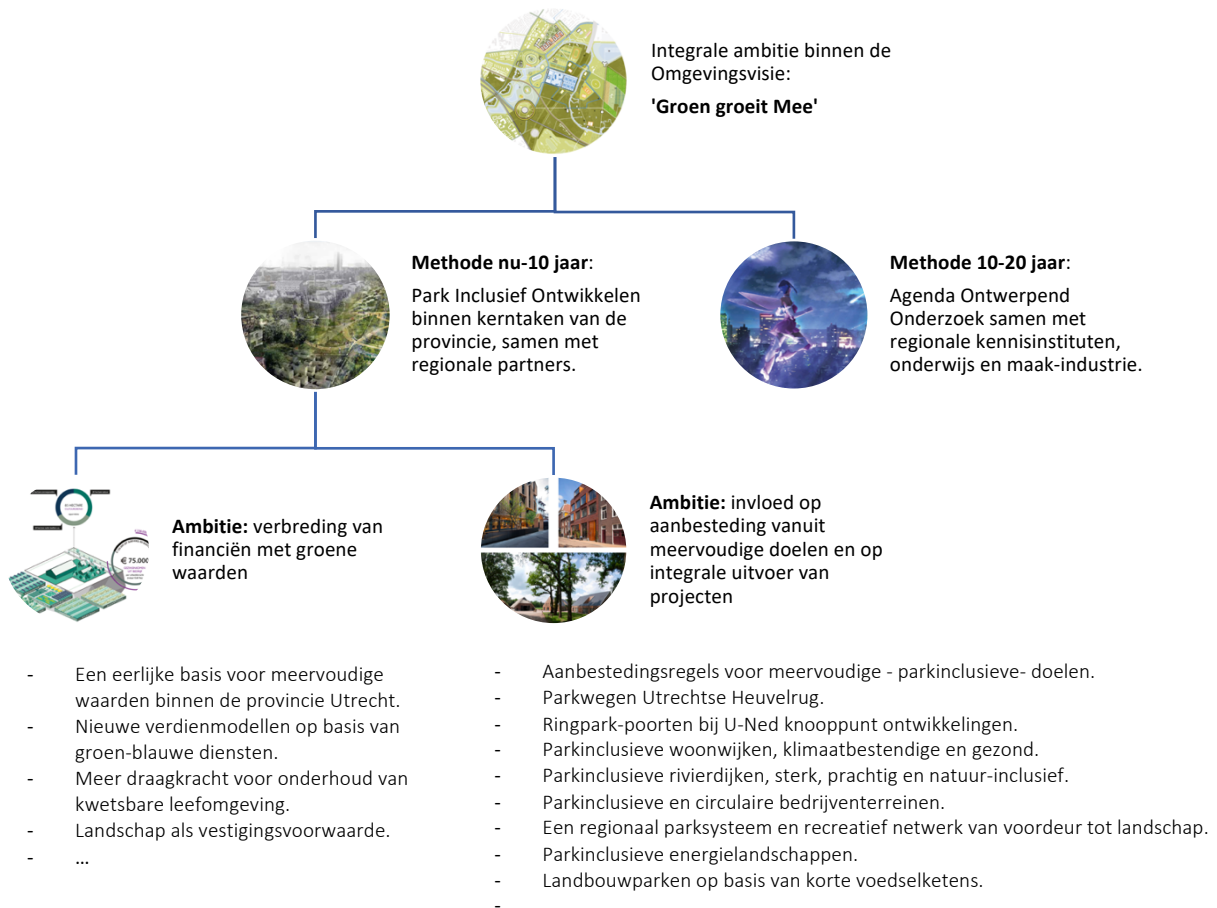 Integrale ambitie binnen de
Omgevingsvisie:
'Groen groeit Mee'
Methode nu-10 jaar:
Park Inclusief Ontwikkelen
binnen kerntaken van de
provincie, samen met
regionale partners.
Methode 10-20 jaar:
Agenda Ontwerpend
Onderzoek samen met
regionale kennisinstituten,
onderwijs en maak-industrie.
€ 75.000
Ambitie: verbreding van
financiën met groene
waarden
Ambitie: invloed op
aanbesteding vanuit
meervoudige doelen en op
integrale uitvoer van
projecten
- Een eerlijke basis voor meervoudige
waarden binnen de provincie Utrecht.
- Nieuwe verdienmodellen op basis van
groen-blauwe diensten.
- Meer draagkracht voor onderhoud van
kwetsbare leefomgeving.
- Landschap als vestigingsvoorwaarde.
- ...
- Aanbestedingsregels voor meervoudige - parkinclusieve- doelen.
- Parkwegen Utrechtse Heuvelrug.
- Ringpark-poorten bij U-Ned knooppunt ontwikkelingen.
- Parkinclusieve woonwijken, klimaatbestendige en gezond.
- Parkinclusieve rivierdijken, sterk, prachtig en natuur-inclusief.
- Parkinclusieve en circulaire bedrijventerreinen.
- Een regionaal parksysteem en recreatief netwerk van voordeur tot landschap.
- Parkinclusieve energielandschappen.
- Landbouwparken op basis van korte voedselketens.
-